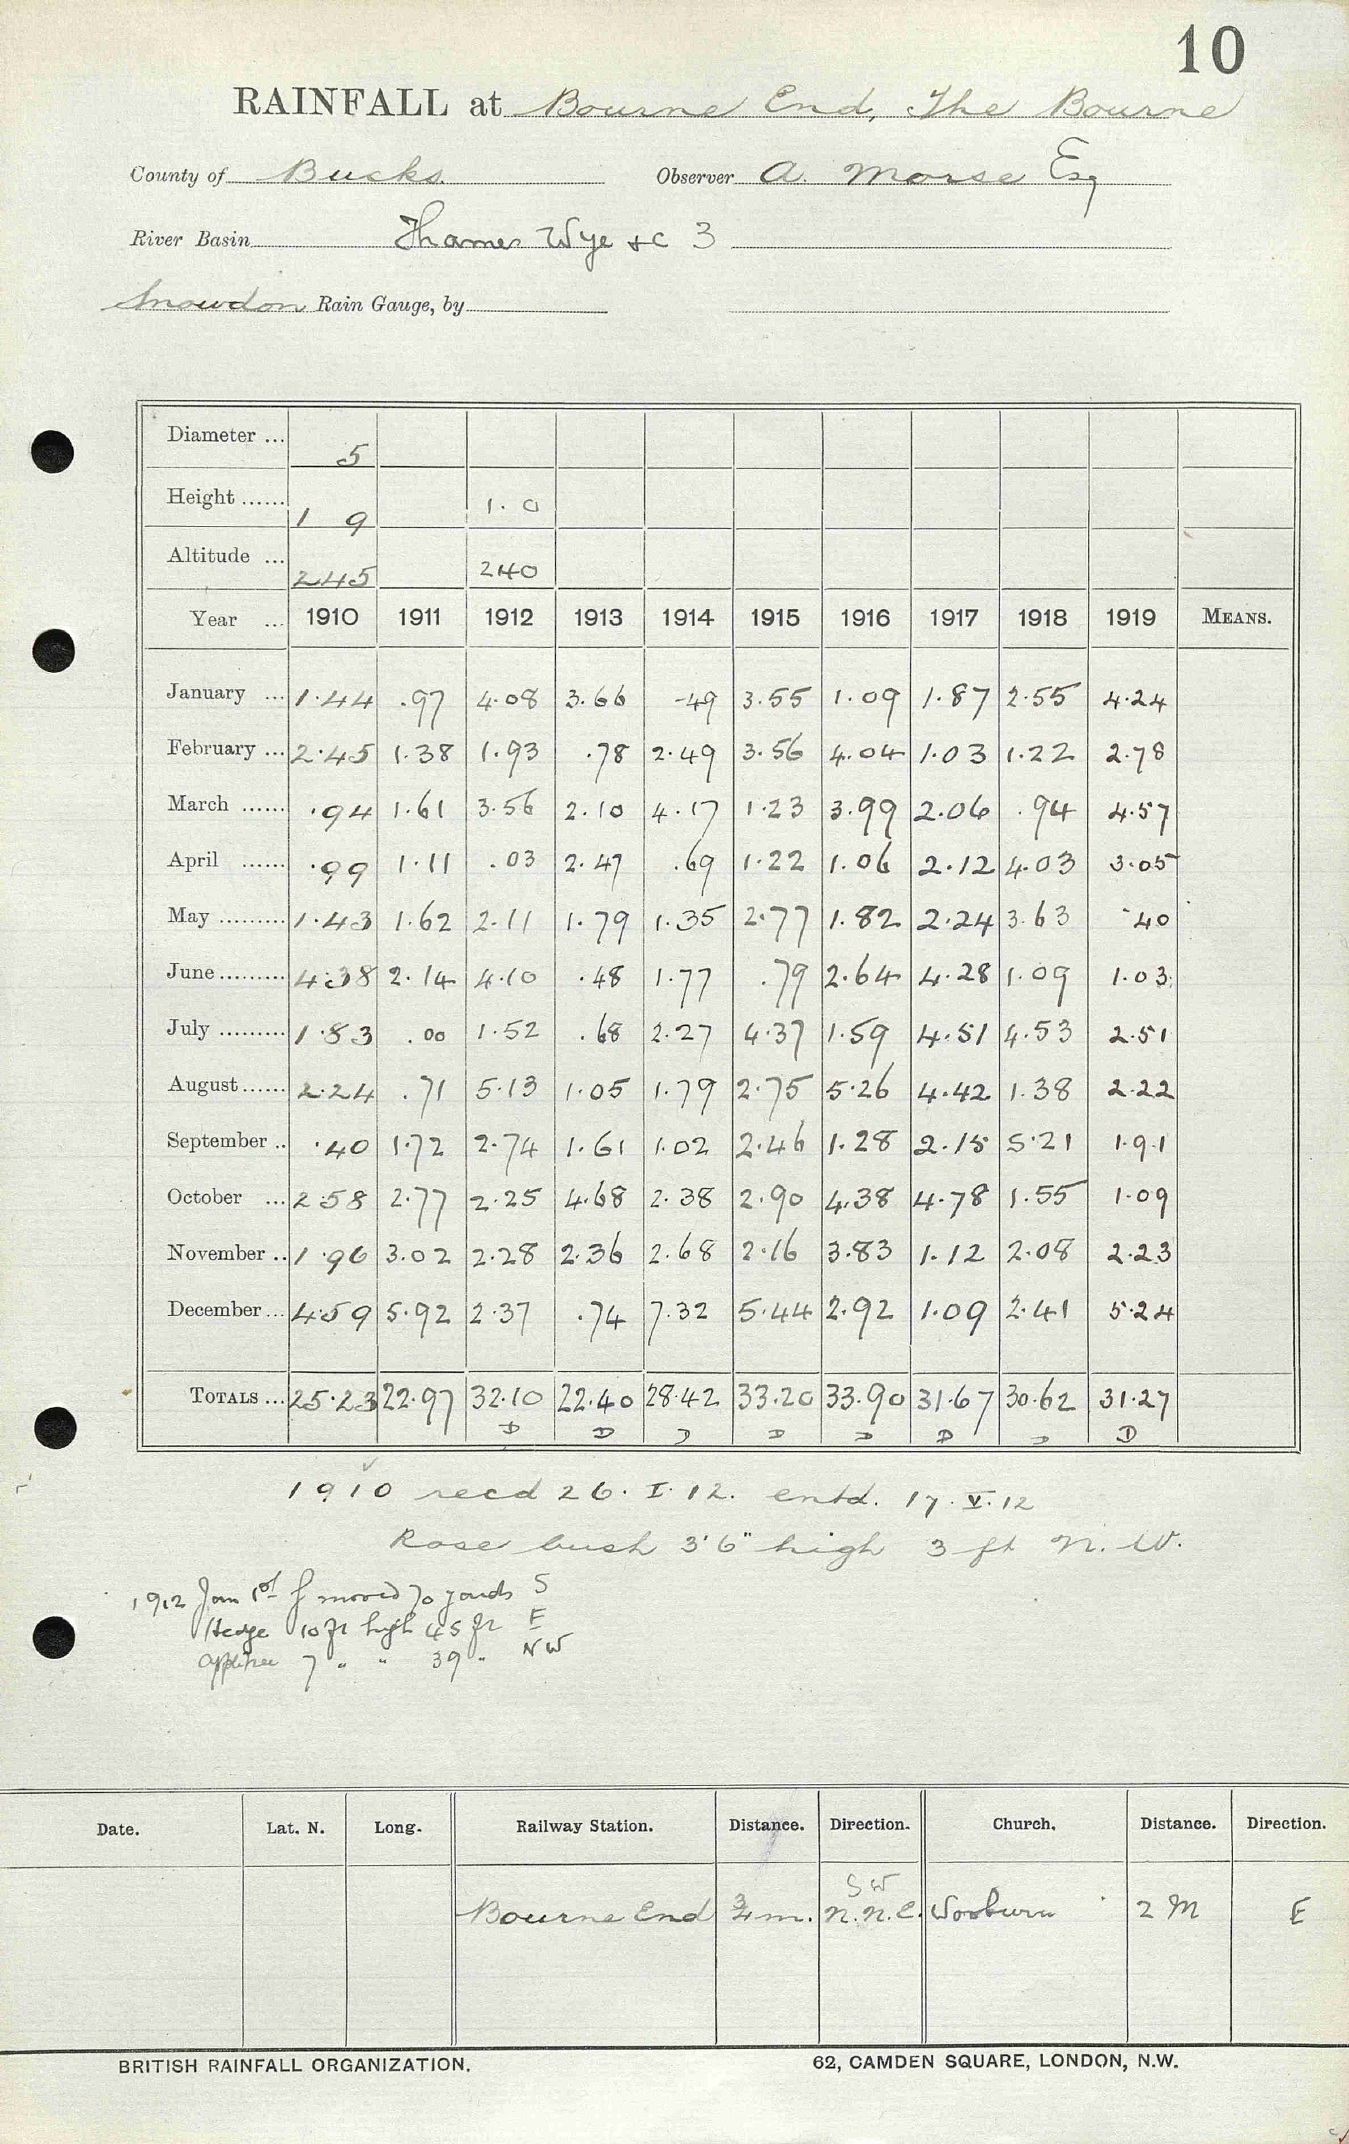 10
RAINFALL at Bourne End, The Bourne
County of Bucks. Observer A. Morse Esq
River Basin Thames Wye &c 3
Snowdon Rain Gauge, by
Diameter ... 5
Height ...... 1 9 1.0
Altitude ... 245 240
Year ... 1910 1911 1912 1913 1914 1915 1916 1917 1918 1919 MEANS.
January ... 1.44 .97 4.08 3.66 .49 3.55 1.09 1.87 2.55 4.24
February ... 2.45 1.38 1.93 .78 2.49 3.56 4.04 1.03 1.22 2.78
March ...... .94 1.61 3.56 2.10 4.17 1.23 3.99 2.06 .94 4.57
April ...... .99 1.11 .03 2.47 .69 1.22 1.06 2.12 4.03 3.05
May ......... 1.43 1.62 2.11 1.79 1.35 2.77 1.82 2.24 3.63 .40
June ......... 4.38 2.14 4.10 .48 1.77 .79 2.64 4.28 1.09 1.03
July ......... 1.83 .00 1.52 .68 2.27 4.37 1.59 4.51 4.53 2.51
August ...... 2.24 .71 5.13 1.05 1.79 2.75 5.26 4.42 1.38 2.22
September .. .40 1.72 2.74 1.61 1.02 2.46 1.28 2.15 5.21 1.91
October ... 2.58 2.77 2.25 4.68 2.38 2.90 4.38 4.78 1.55 1.09
November .. 1.96 3.02 2.28 2.36 2.68 2.16 3.83 1.12 2.08 2.23
December ... 4.59 5.92 2.37 .74 7.32 5.44 2.92 1.09 2.41 5.24
TOTALS ... 25.23 22.97 32.10 22.40 28.42 33.20 33.90 31.67 30.62 31.27
D D D D D D D D
1910 recd 26. I. 12. entd. 17. V. 12
Rose bush 3'6" high 3 ft N. W.
1912 Jan 1st g moved 70 yards S
Hedge 10 ft high 45 ft E
Appletree 7 " " 39 " NW
Date. Lat. N. Long. Railway Station. Distance. Direction. Church. Distance. Direction.
SW
Bourne End 3/4 m. N.N.E. Wooburn 2 M E
BRITISH RAINFALL ORGANIZATION. 62, CAMDEN SQUARE, LONDON, N.W.